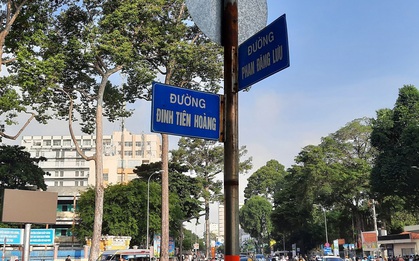 ĐƯỜNG
PHAN ĐĂNG LƯU
ĐƯỜNG
ĐINH TIÊN HOÀNG